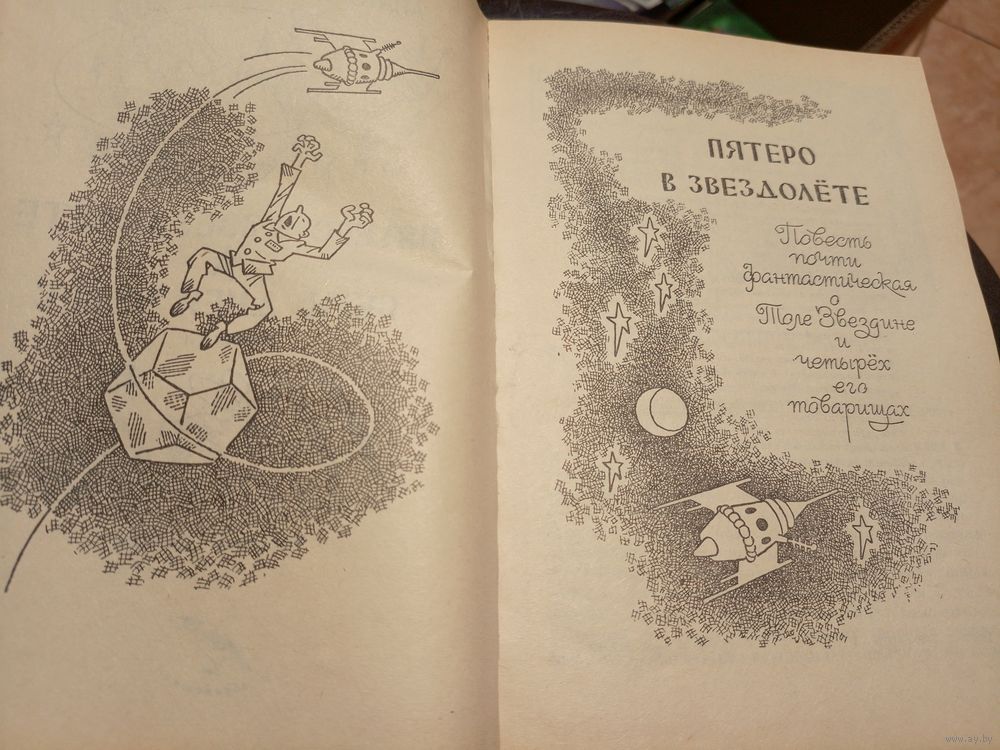 ПЯТЕРО
В ЗВЕЗДОЛЁТЕ
Повесть
почти
фантастическая
о
Толе Звездине
и
четырёх
его
товарищах
www.ay.by